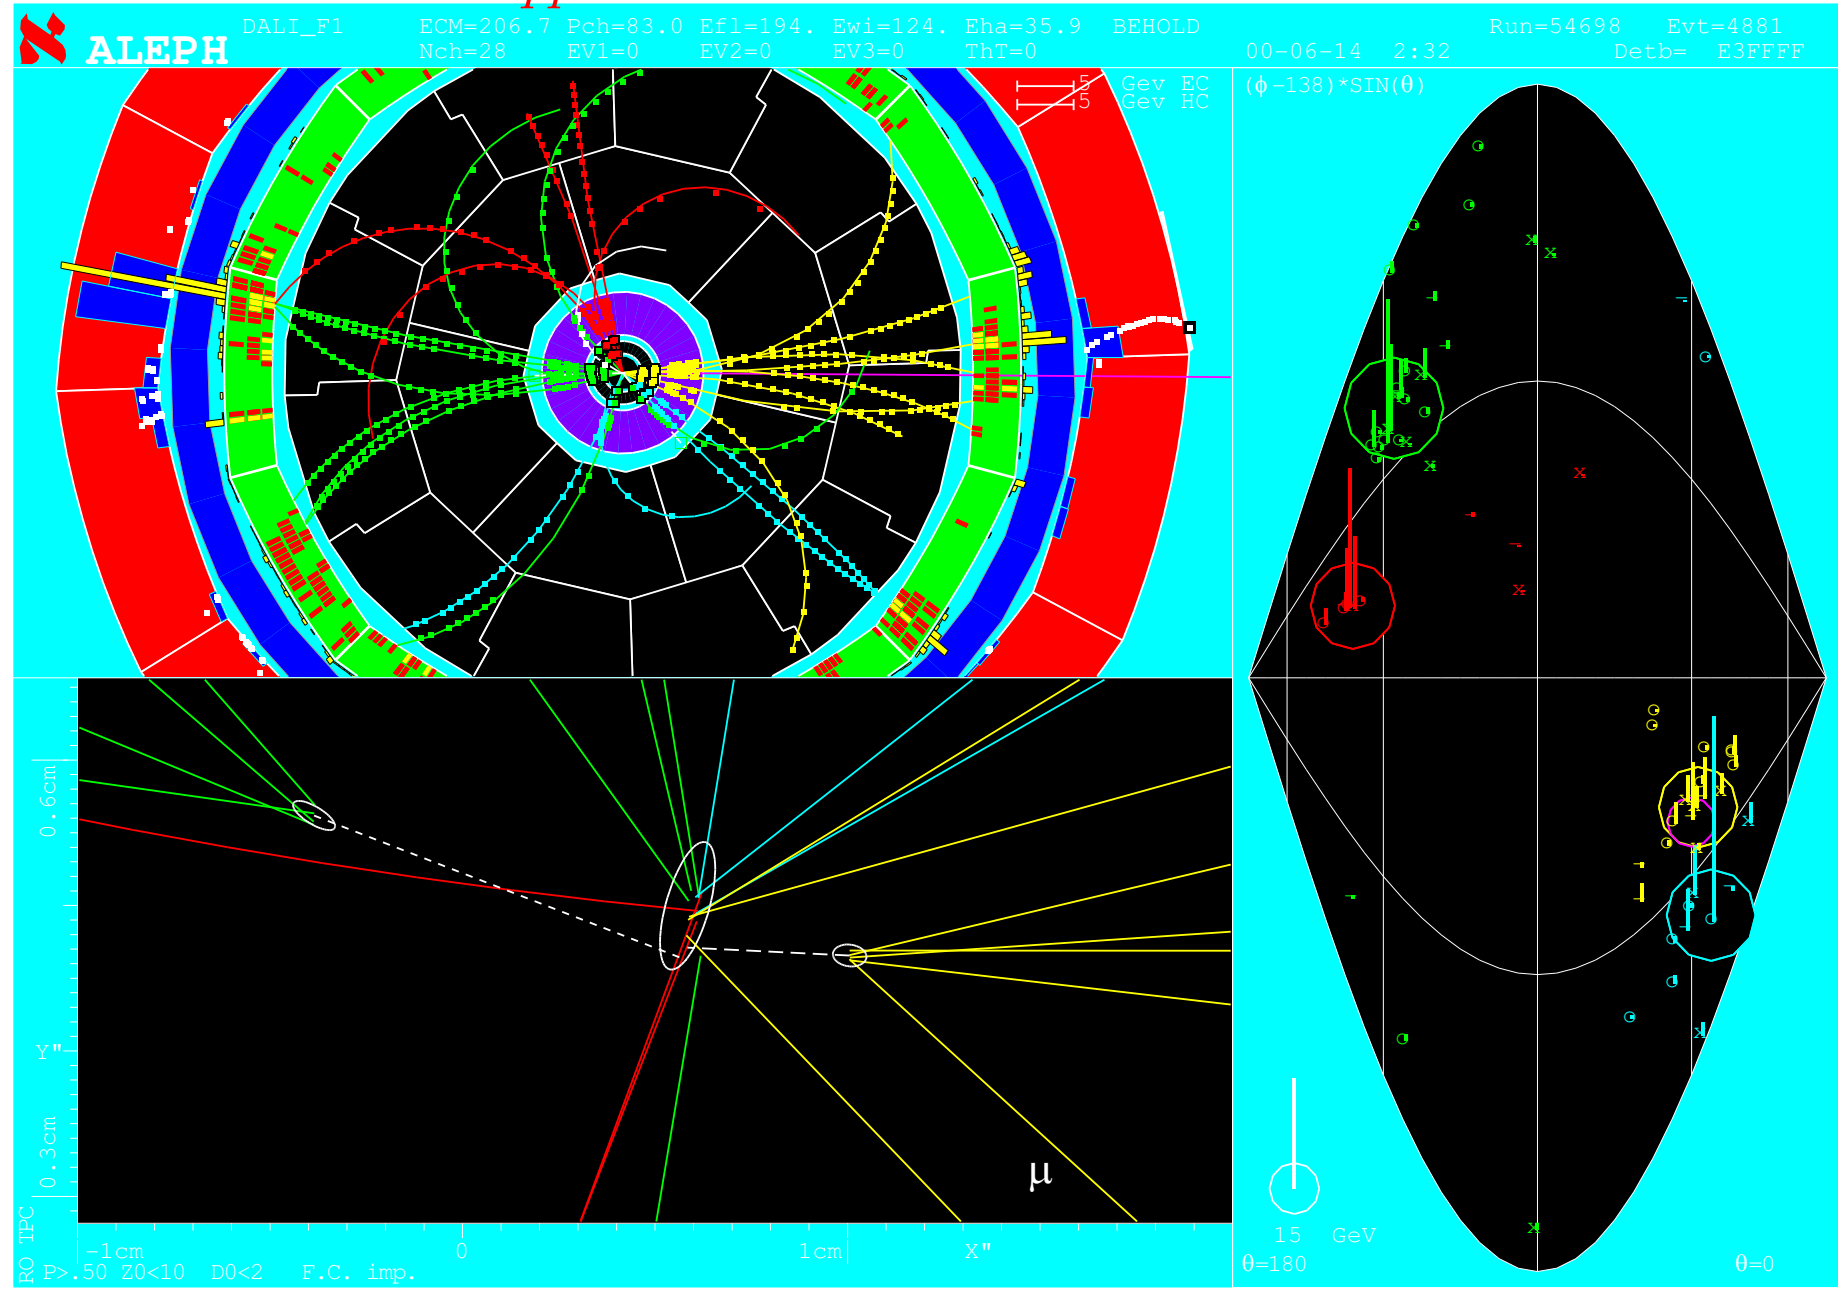 ALEPH DALI_F1 ECM=206.7 Pch=83.0 Efl=194. Ewi=124. Eha=35.9 BEHOLD Run=54698 Evt=4881
Nch=28 EV1=0 EV2=0 EV3=0 ThT=0 00-06-14 2:32 Detb= E3FFFF
5 Gev EC
5 Gev HC
(ϕ-138)*SIN(θ)
0.6cm
Y"
0.3cm
μ
15 GeV
-1cm 0 1cm X"
θ=180 θ=0
RO TPC
P>.50 Z0<10 D0<2 F.C. imp.